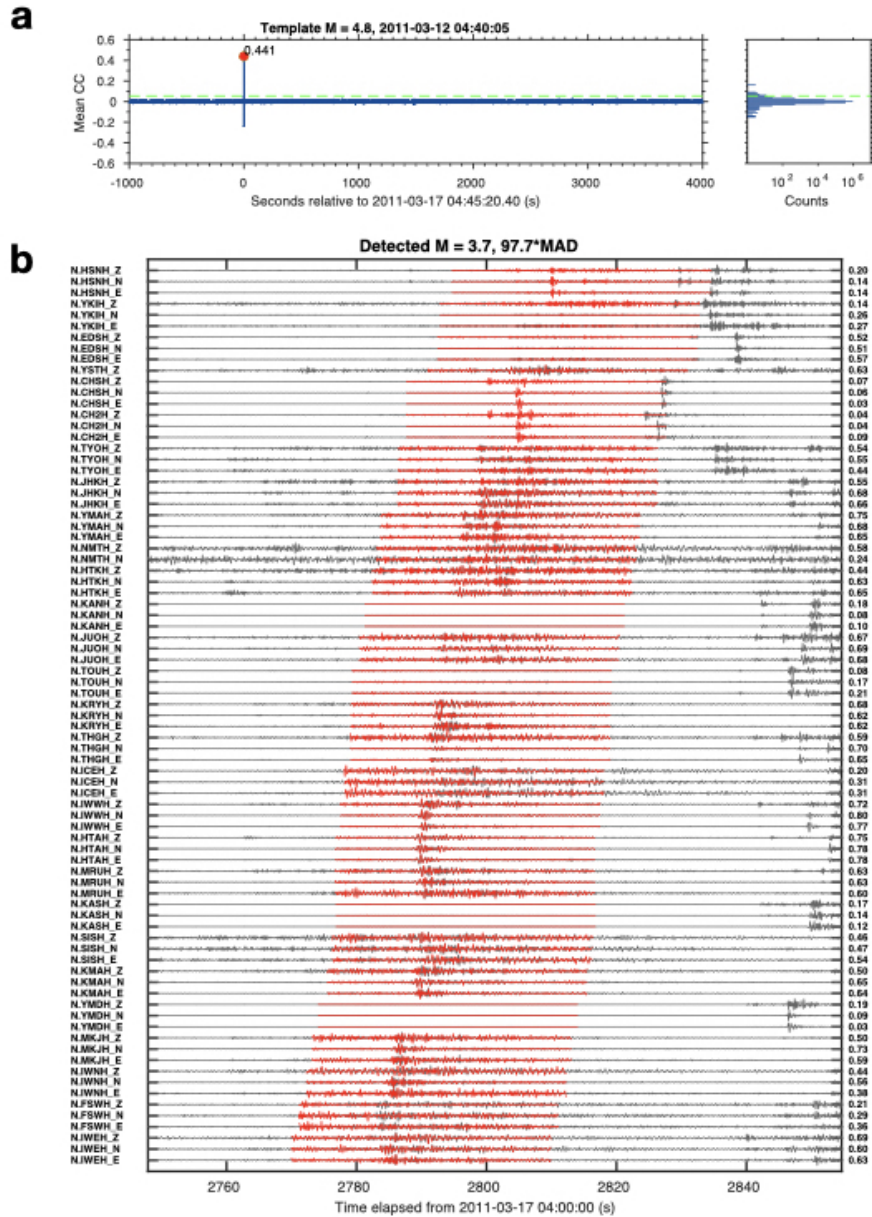 a
Template M = 4.8, 2011-03-12 04:40:05
0.6
0.4
0.2
0
-0.2
-0.4
-0.6
Mean CC
0.441
-1000 0 1000 2000 3000 4000
Seconds relative to 2011-03-17 04:45:20.40 (s)
10^2 10^4 10^6
Counts
b
Detected M = 3.7, 97.7*MAD
N.HSNH_Z 0.20
N.HSNH_N 0.14
N.HSNH_E 0.14
N.YKIH_Z 0.14
N.YKIH_N 0.26
N.YKIH_E 0.27
N.EDSH_Z 0.52
N.EDSH_N 0.51
N.EDSH_E 0.57
N.YSTH_Z 0.63
N.CHSH_Z 0.07
N.CHSH_N 0.06
N.CHSH_E 0.03
N.CH2H_Z 0.04
N.CH2H_N 0.04
N.CH2H_E 0.09
N.TYOH_Z 0.54
N.TYOH_N 0.55
N.TYOH_E 0.44
N.JHKH_Z 0.55
N.JHKH_N 0.68
N.JHKH_E 0.66
N.YMAH_Z 0.75
N.YMAH_N 0.68
N.YMAH_E 0.65
N.NMTH_Z 0.58
N.NMTH_N 0.24
N.HTKH_Z 0.44
N.HTKH_N 0.63
N.HTKH_E 0.65
N.KANH_Z 0.18
N.KANH_N 0.08
N.KANH_E 0.10
N.JUOH_Z 0.67
N.JUOH_N 0.69
N.JUOH_E 0.68
N.TOUH_Z 0.08
N.TOUH_N 0.17
N.TOUH_E 0.21
N.KRYH_Z 0.68
N.KRYH_N 0.62
N.KRYH_E 0.62
N.THGH_Z 0.59
N.THGH_N 0.70
N.THGH_E 0.65
N.ICEH_Z 0.20
N.ICEH_N 0.31
N.ICEH_E 0.31
N.IWWH_Z 0.72
N.IWWH_N 0.80
N.IWWH_E 0.77
N.HTAH_Z 0.75
N.HTAH_N 0.78
N.HTAH_E 0.78
N.MRUH_Z 0.63
N.MRUH_N 0.63
N.MRUH_E 0.60
N.KASH_Z 0.17
N.KASH_N 0.14
N.KASH_E 0.12
N.SISH_Z 0.46
N.SISH_N 0.47
N.SISH_E 0.54
N.KMAH_Z 0.50
N.KMAH_N 0.65
N.KMAH_E 0.64
N.YMDH_Z 0.19
N.YMDH_N 0.09
N.YMDH_E 0.03
N.MKJH_Z 0.50
N.MKJH_N 0.73
N.MKJH_E 0.59
N.IWNH_Z 0.44
N.IWNH_N 0.56
N.IWNH_E 0.38
N.FSWH_Z 0.21
N.FSWH_N 0.29
N.FSWH_E 0.36
N.IWEH_Z 0.69
N.IWEH_N 0.60
N.IWEH_E 0.63
2760 2780 2800 2820 2840
Time elapsed from 2011-03-17 04:00:00 (s)